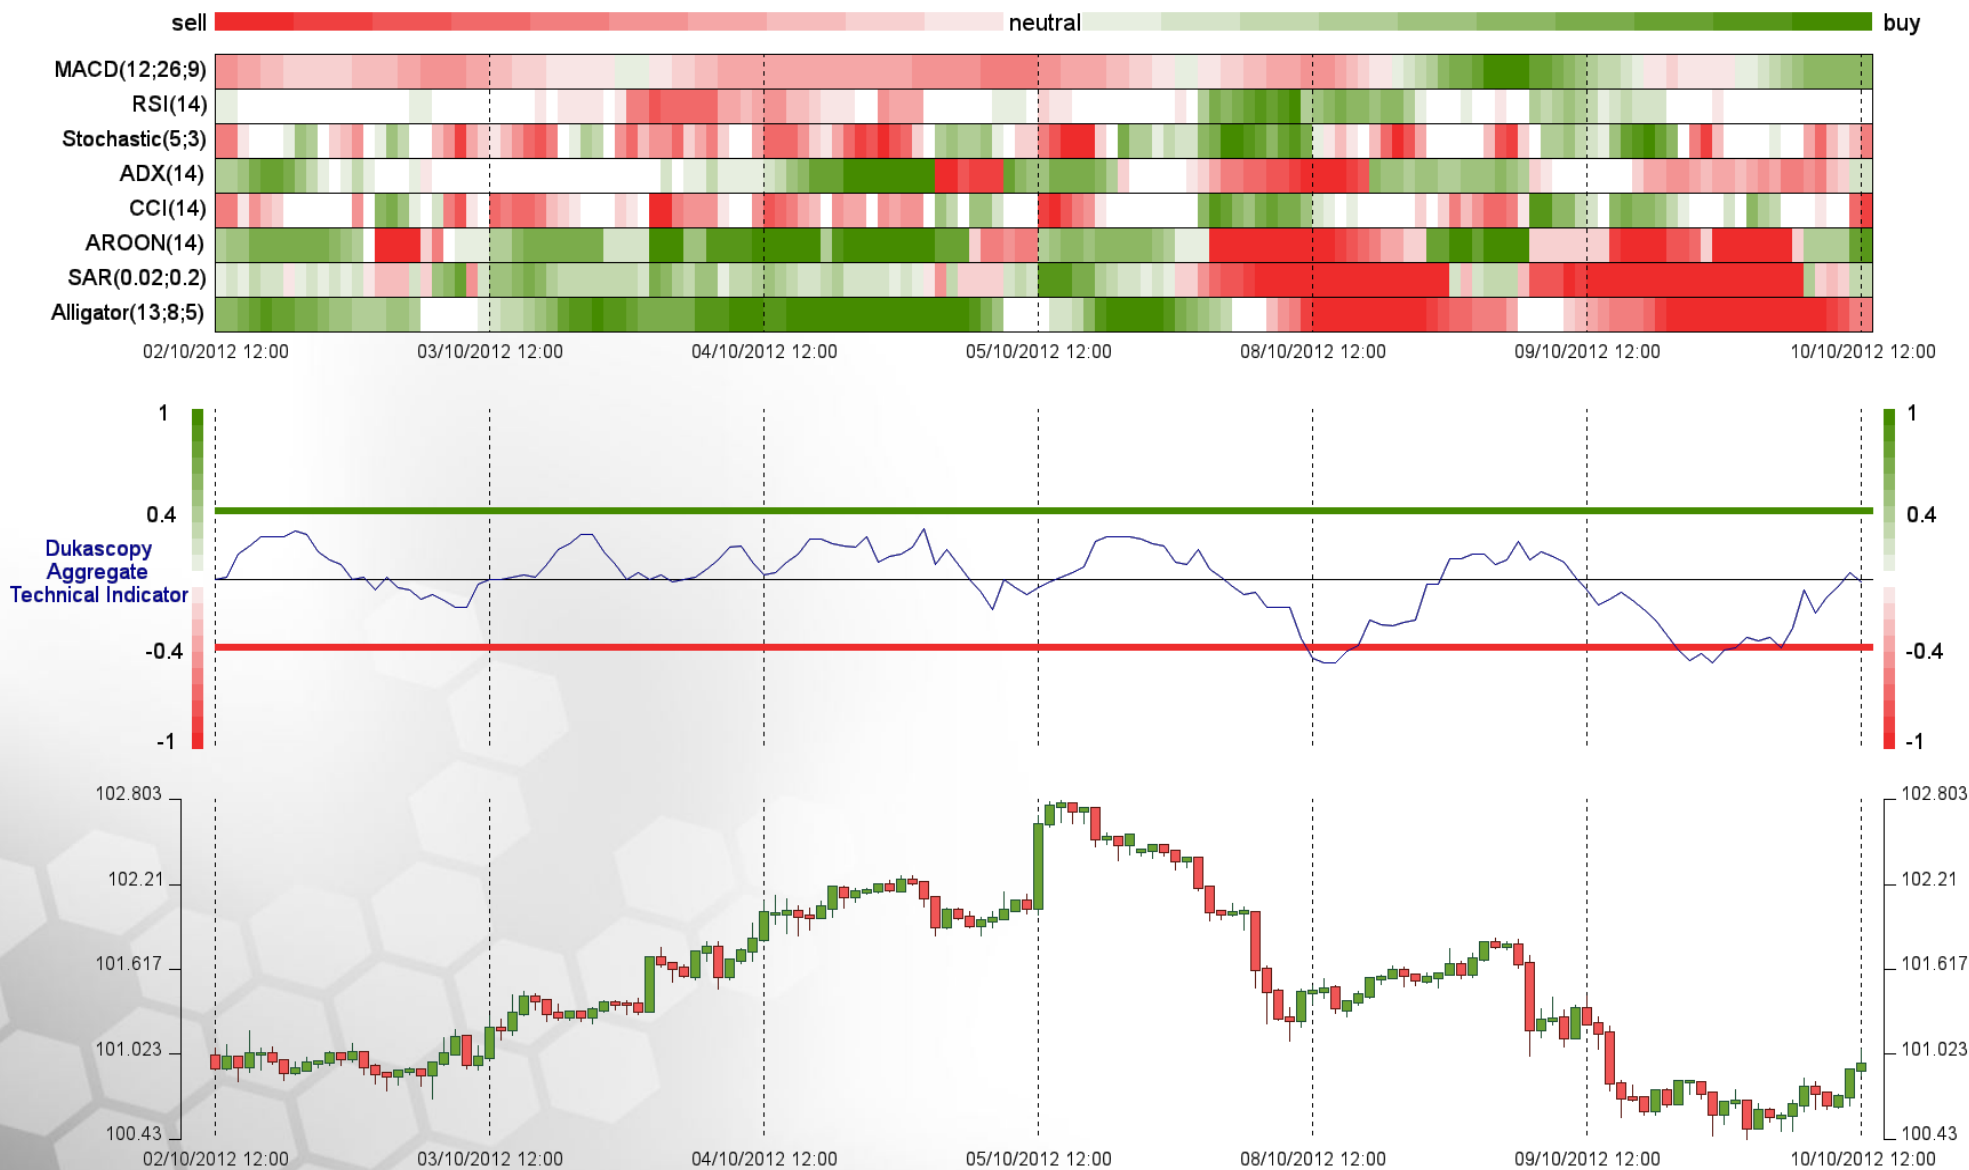 sell neutral buy
MACD(12;26;9)
RSI(14)
Stochastic(5;3)
ADX(14)
CCI(14)
AROON(14)
SAR(0.02;0.2)
Alligator(13;8;5)
02/10/2012 12:00 03/10/2012 12:00 04/10/2012 12:00 05/10/2012 12:00 08/10/2012 12:00 09/10/2012 12:00 10/10/2012 12:00
1 1
0.4 0.4
Dukascopy
Aggregate
Technical Indicator
-0.4 -0.4
-1 -1
102.803 102.803
102.21 102.21
101.617 101.617
101.023 101.023
100.43 100.43
02/10/2012 12:00 03/10/2012 12:00 04/10/2012 12:00 05/10/2012 12:00 08/10/2012 12:00 09/10/2012 12:00 10/10/2012 12:00